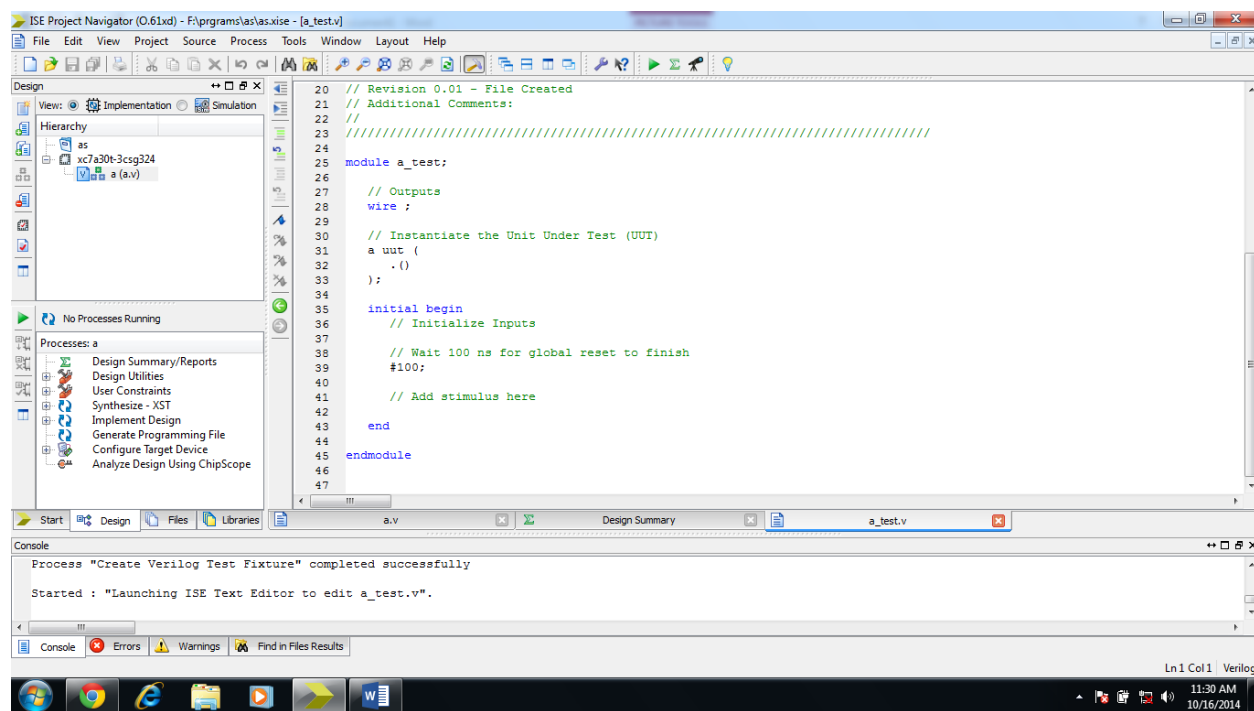 ISE Project Navigator (O.61xd) - F:\prgrams\as\as.xise - [a_test.v]
File Edit View Project Source Process Tools Window Layout Help
Design
View: Implementation Simulation
Hierarchy
as
xc7a30t-3csg324
a (a.v)
No Processes Running
Processes: a
Design Summary/Reports
Design Utilities
User Constraints
Synthesize - XST
Implement Design
Generate Programming File
Configure Target Device
Analyze Design Using ChipScope
Start Design Files Libraries
20 // Revision 0.01 - File Created
21 // Additional Comments:
22 //
23 ////////////////////////////////////////////////////////////////////////////////
24
25 module a_test;
26
27 // Outputs
28 wire ;
29
30 // Instantiate the Unit Under Test (UUT)
31 a uut (
32 .()
33 );
34
35 initial begin
36 // Initialize Inputs
37
38 // Wait 100 ns for global reset to finish
39 #100;
40
41 // Add stimulus here
42
43 end
44
45 endmodule
46
47
a.v Design Summary a_test.v
Console
Process "Create Verilog Test Fixture" completed successfully
Started : "Launching ISE Text Editor to edit a_test.v".
Console Errors Warnings Find in Files Results
Ln 1 Col 1 Verilog
11:30 AM
10/16/2014